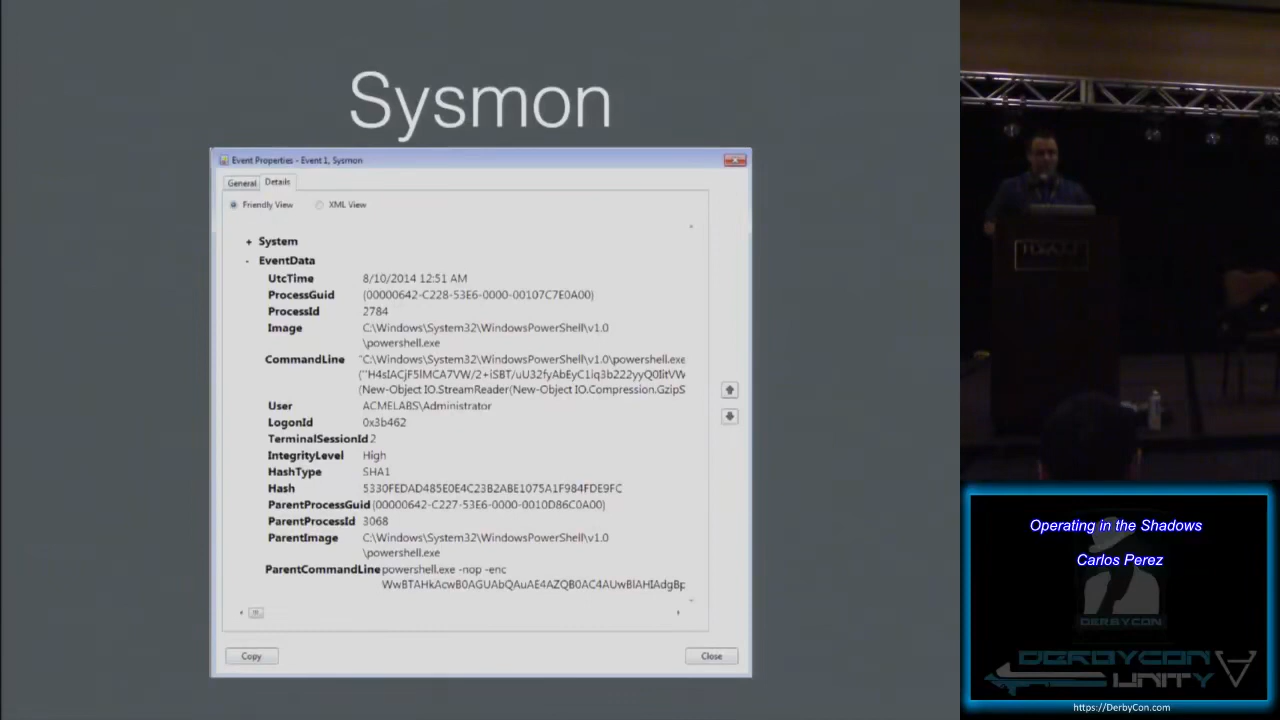 Sysmon
Event Properties - Event 1, Sysmon
General Details
Friendly View XML View
+ System
- EventData
UtcTime 8/10/2014 12:51 AM
ProcessGuid {00000642-C228-53E6-0000-00107C7E0A00}
ProcessId 2784
Image C:\Windows\System32\WindowsPowerShell\v1.0
\powershell.exe
CommandLine "C:\Windows\System32\WindowsPowerShell\v1.0\powershell.exe
(New-Object IO.StreamReader(New-Object IO.Compression.GzipS
User ACMELABS\Administrator
LogonId 0x3b462
TerminalSessionId 2
IntegrityLevel High
HashType SHA1
Hash 5330FEDAD485E0E4C23B2ABE1075A1F984FDE9FC
ParentProcessGuid {00000642-C227-53E6-0000-0010D86C0A00}
ParentProcessId 3068
ParentImage C:\Windows\System32\WindowsPowerShell\v1.0
\powershell.exe
ParentCommandLine powershell.exe -nop -enc
Copy Close
Operating in the Shadows
Carlos Perez
DERBYCON
DERBYCON
UNITY
https://DerbyCon.com